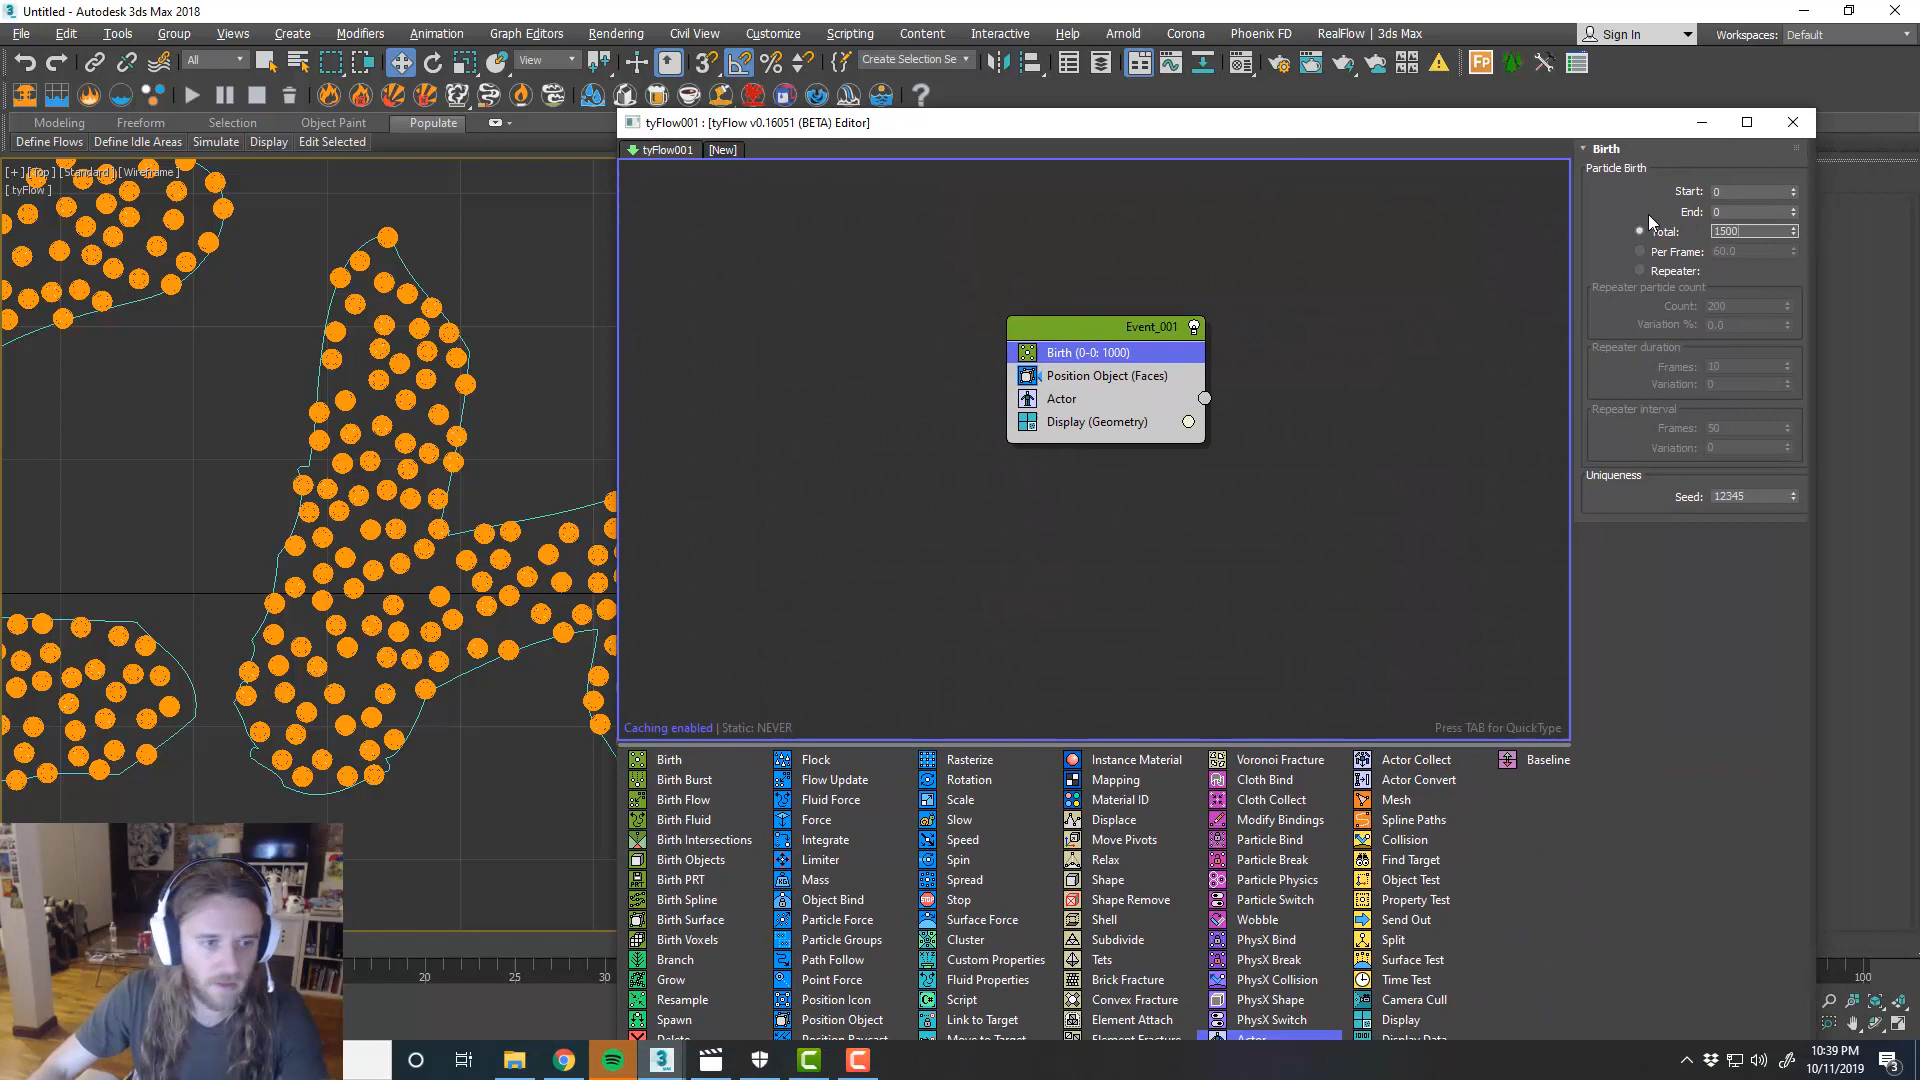 Untitled - Autodesk 3ds Max 2018
File Edit Tools Group Views Create Modifiers Animation Graph Editors Rendering Civil View Customize Scripting Content Interactive Help Arnold Corona Phoenix FD RealFlow | 3ds Max Sign In Workspaces: Default
All View Create Selection Se
Modeling Freeform Selection Object Paint Populate
Define Flows Define Idle Areas Simulate Display Edit Selected
tyFlow001 : [tyFlow v0.16051 (BETA) Editor]
tyFlow001 [New]
[+] [Top] [Standard] [Wireframe]
[tyFlow]
Event_001
Birth (0-0: 1000)
Position Object (Faces)
Actor
Display (Geometry)
Caching enabled | Static: NEVER
Press TAB for QuickType
Birth
Particle Birth
Start: 0
End: 0
Total: 1500
Per Frame: 60.0
Repeater:
Repeater particle count
Count: 200
Variation %: 0.0
Repeater duration
Frames: 10
Variation: 0
Repeater interval
Frames: 50
Variation: 0
Uniqueness
Seed: 12345
Birth Flock Rasterize Instance Material Voronoi Fracture Actor Collect Baseline
Birth Burst Flow Update Rotation Mapping Cloth Bind Actor Convert
Birth Flow Fluid Force Scale Material ID Cloth Collect Mesh
Birth Fluid Force Slow Displace Modify Bindings Spline Paths
Birth Intersections Integrate Speed Move Pivots Particle Bind Collision
Birth Objects Limiter Spin Relax Particle Break Find Target
Birth PRT Mass Spread Shape Particle Physics Object Test
Birth Spline Object Bind Stop Shape Remove Particle Switch Property Test
Birth Surface Particle Force Surface Force Shell Wobble Send Out
Birth Voxels Particle Groups Cluster Subdivide PhysX Bind Split
Branch Path Follow Custom Properties Tets PhysX Break Surface Test
Grow Point Force Fluid Properties Brick Fracture PhysX Collision Time Test
Resample Position Icon Script Convex Fracture PhysX Shape Camera Cull
Spawn Position Object Link to Target Element Attach PhysX Switch Display
Delete Position Raycast Move to Target Element Fracture Actor Display Data
20 25 30 100
10:39 PM
10/11/2019
3